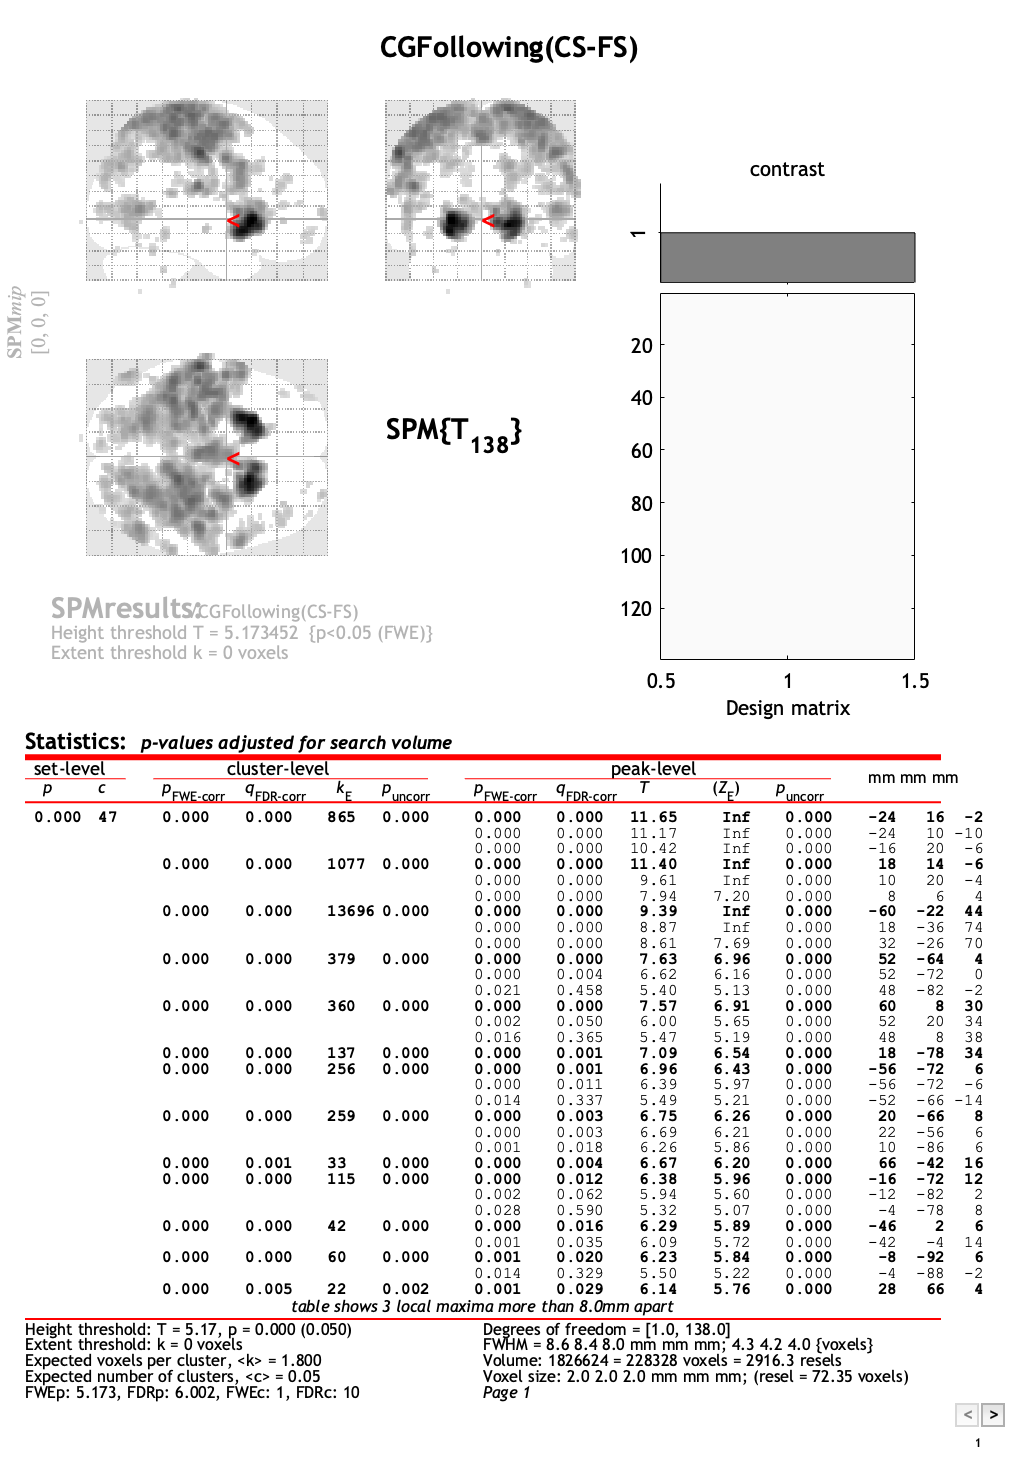 CGFollowing(CS-FS)
contrast
1
SPMmip
[0, 0, 0]
<
<
<
SPM{T138}
20
40
60
80
100
120
0.5 1 1.5
Design matrix
SPMresults: CGFollowing(CS-FS)
Height threshold T = 5.173452 {p<0.05 (FWE)}
Extent threshold k = 0 voxels
Statistics: p-values adjusted for search volume
set-level cluster-level peak-level mm mm mm
p c pFWE-corr qFDR-corr kE puncorr pFWE-corr qFDR-corr T (ZE) puncorr
0.000 47 0.000 0.000 865 0.000 0.000 0.000 11.65 Inf 0.000 -24 16 -2
0.000 0.000 11.17 Inf 0.000 -24 10 -10
0.000 0.000 10.42 Inf 0.000 -16 20 -6
0.000 0.000 1077 0.000 0.000 0.000 11.40 Inf 0.000 18 14 -6
0.000 0.000 9.61 Inf 0.000 10 20 -4
0.000 0.000 7.94 7.20 0.000 8 6 4
0.000 0.000 13696 0.000 0.000 0.000 9.39 Inf 0.000 -60 -22 44
0.000 0.000 8.87 Inf 0.000 18 -36 74
0.000 0.000 8.61 7.69 0.000 32 -26 70
0.000 0.000 379 0.000 0.000 0.000 7.63 6.96 0.000 52 -64 4
0.000 0.004 6.62 6.16 0.000 52 -72 0
0.021 0.458 5.40 5.13 0.000 48 -82 -2
0.000 0.000 360 0.000 0.000 0.000 7.57 6.91 0.000 60 8 30
0.002 0.050 6.00 5.65 0.000 52 20 34
0.016 0.365 5.47 5.19 0.000 48 8 38
0.000 0.000 137 0.000 0.000 0.001 7.09 6.54 0.000 18 -78 34
0.000 0.000 256 0.000 0.000 0.001 6.96 6.43 0.000 -56 -72 6
0.000 0.011 6.39 5.97 0.000 -56 -72 -6
0.014 0.337 5.49 5.21 0.000 -52 -66 -14
0.000 0.000 259 0.000 0.000 0.003 6.75 6.26 0.000 20 -66 8
0.000 0.003 6.69 6.21 0.000 22 -56 6
0.001 0.018 6.26 5.86 0.000 10 -86 6
0.000 0.001 33 0.000 0.000 0.004 6.67 6.20 0.000 66 -42 16
0.000 0.000 115 0.000 0.000 0.012 6.38 5.96 0.000 -16 -72 12
0.002 0.062 5.94 5.60 0.000 -12 -82 2
0.028 0.590 5.32 5.07 0.000 -4 -78 8
0.000 0.000 42 0.000 0.000 0.016 6.29 5.89 0.000 -46 2 6
0.001 0.035 6.09 5.72 0.000 -42 -4 14
0.000 0.000 60 0.000 0.001 0.020 6.23 5.84 0.000 -8 -92 6
0.014 0.329 5.50 5.22 0.000 -4 -88 -2
0.000 0.005 22 0.002 0.001 0.029 6.14 5.76 0.000 28 66 4
table shows 3 local maxima more than 8.0mm apart
Height threshold: T = 5.17, p = 0.000 (0.050)
Extent threshold: k = 0 voxels
Expected voxels per cluster, <k> = 1.800
Expected number of clusters, <c> = 0.05
FWEp: 5.173, FDRp: 6.002, FWEc: 1, FDRc: 10
Degrees of freedom = [1.0, 138.0]
FWHM = 8.6 8.4 8.0 mm mm mm; 4.3 4.2 4.0 {voxels}
Volume: 1826624 = 228328 voxels = 2916.3 resels
Voxel size: 2.0 2.0 2.0 mm mm mm; (resel = 72.35 voxels)
Page 1
< >
1